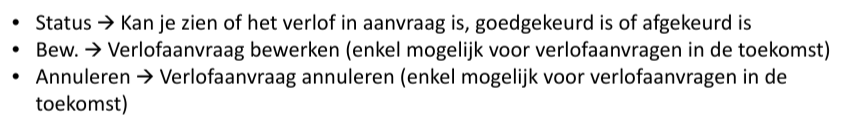 • Status → Kan je zien of het verlof in aanvraag is, goedgekeurd is of afgekeurd is
• Bew. → Verlofaanvraag bewerken (enkel mogelijk voor verlofaanvragen in de toekomst)
• Annuleren → Verlofaanvraag annuleren (enkel mogelijk voor verlofaanvragen in de
toekomst)